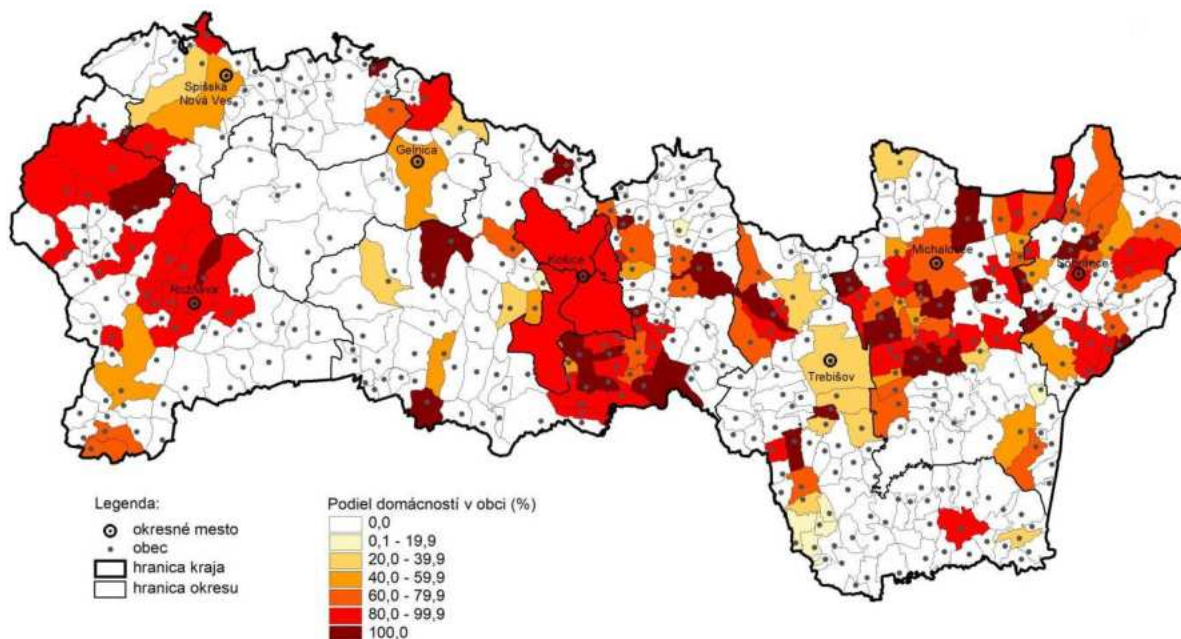 Spišská
Nová Ves
Gelnica
Rožňava
Košice
Michalovce
Sobrance
Trebišov
Legenda:
okresné mesto
obec
hranica kraja
hranica okresu
Podiel domácností v obci (%)
0,0
0,1 - 19,9
20,0 - 39,9
40,0 - 59,9
60,0 - 79,9
80,0 - 99,9
100,0